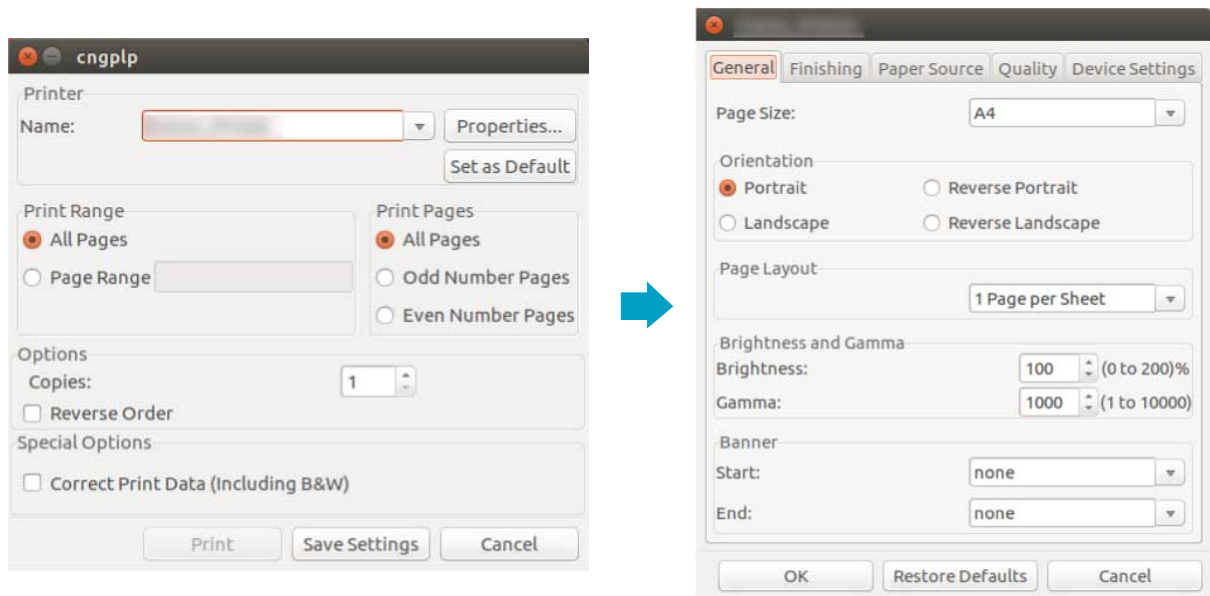 cngplp
Printer
Name:
Properties...
Set as Default
Print Range
All Pages
Page Range
Print Pages
All Pages
Odd Number Pages
Even Number Pages
Options
Copies: 1
Reverse Order
Special Options
Correct Print Data (Including B&W)
Print Save Settings Cancel
General Finishing Paper Source Quality Device Settings
Page Size: A4
Orientation
Portrait Reverse Portrait
Landscape Reverse Landscape
Page Layout
1 Page per Sheet
Brightness and Gamma
Brightness: 100 (0 to 200)%
Gamma: 1000 (1 to 10000)
Banner
Start: none
End: none
OK Restore Defaults Cancel